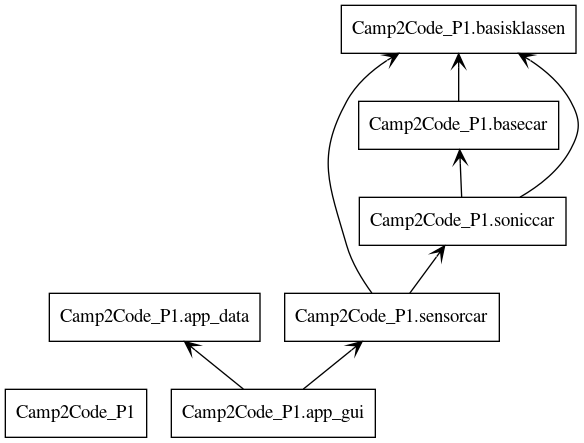 Camp2Code_P1.basisklassen
Camp2Code_P1.basecar
Camp2Code_P1.soniccar
Camp2Code_P1.app_data
Camp2Code_P1.sensorcar
Camp2Code_P1
Camp2Code_P1.app_gui